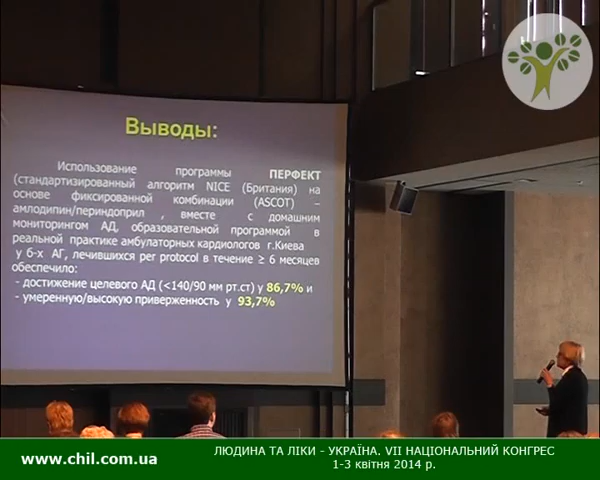 Выводы:
Использование программы ПЕРФЕКТ
(стандартизированный алгоритм NICE (Британия) на
основе фиксированной комбинации (ASCOT) –
амлодипин/периндоприл , вместе с домашним
мониторингом АД, образовательной программой в
реальной практике амбулаторных кардиологов г.Киева
у б-х АГ, лечившихся per protocol в течение ≥ 6 месяцев
обеспечило:
- достижение целевого АД (<140/90 мм рт.ст) у 86,7% и
- умеренную/высокую приверженность у 93,7%
www.chil.com.ua
ЛЮДИНА ТА ЛІКИ - УКРАЇНА. VII НАЦІОНАЛЬНИЙ КОНГРЕС
1-3 квітня 2014 р.